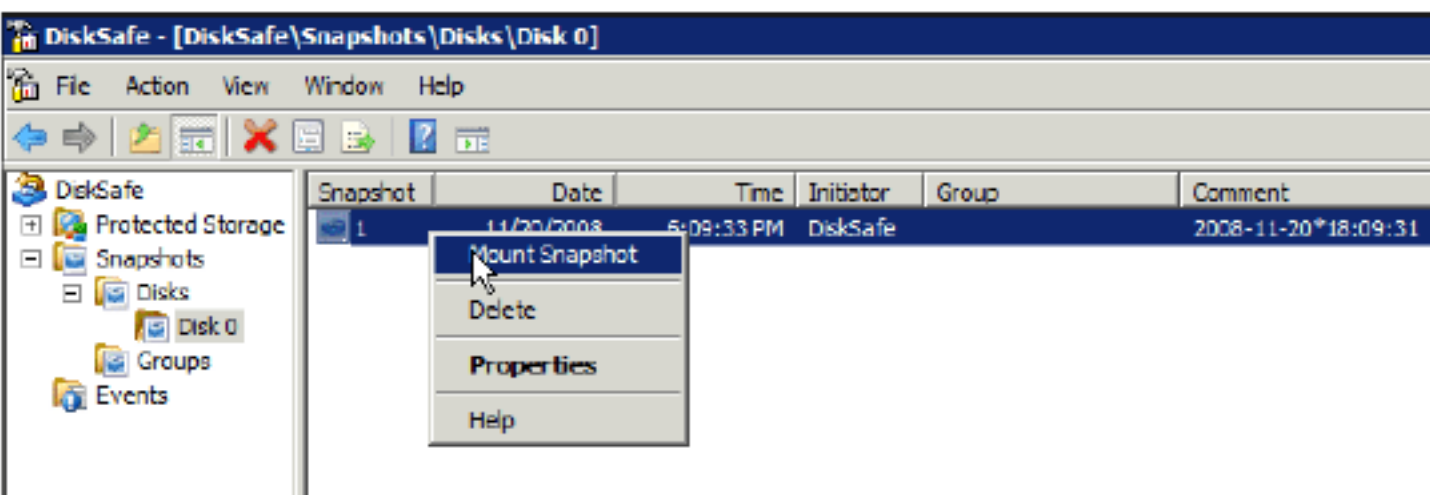 DiskSafe - [DiskSafe\Snapshots\Disks\Disk 0]
File Action View Window Help
DiskSafe
Protected Storage
Snapshots
Disks
Disk 0
Groups
Events
Snapshot Date Time Initiator Group Comment
1 11/20/2008 6:09:33 PM DiskSafe 2008-11-20*18:09:31
Mount Snapshot
Delete
Properties
Help